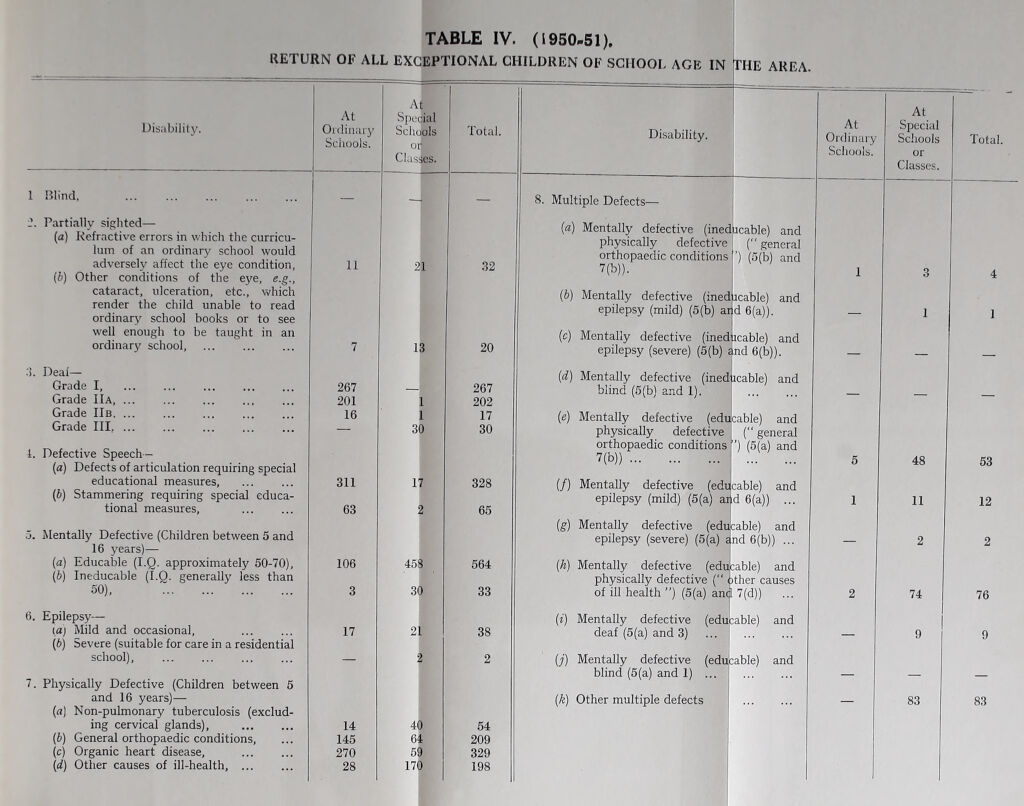 TABLE IV. (1950-51).
RETURN OF ALL EXCEPTIONAL CHILDREN OF SCHOOL AGE IN THE AREA.
Disability. At Ordinary Schools. At Special Schools or Classes. Total.
1 Blind, ... ... ... ... ... — — —
2. Partially sighted—
(a) Refractive errors in which the curricu-
lum of an ordinary school would
adversely affect the eye condition, 11 21 32
(b) Other conditions of the eye, e.g.,
cataract, ulceration, etc., which
render the child unable to read
ordinary school books or to see
well enough to be taught in an
ordinary school, ... ... ... 7 13 20
3. Deaf—
Grade I, ... ... ... ... ... 267 — 267
Grade IIA, ... ... ... ... ... 201 1 202
Grade IIB, ... ... ... ... ... 16 1 17
Grade III, ... ... ... ... ... — 30 30
4. Defective Speech—
(a) Defects of articulation requiring special
educational measures, ... ... 311 17 328
(b) Stammering requiring special educa-
tional measures, ... ... 63 2 65
5. Mentally Defective (Children between 5 and
16 years)—
(a) Educable (I.Q. approximately 50-70), 106 458 564
(b) Ineducable (I.Q. generally less than
50), ... ... ... ... 3 30 33
6. Epilepsy—
(a) Mild and occasional, ... ... 17 21 38
(b) Severe (suitable for care in a residential
school), ... ... ... ... — 2 2
7. Physically Defective (Children between 5
and 16 years)—
(a) Non-pulmonary tuberculosis (exclud-
ing cervical glands), ... ... 14 40 54
(b) General orthopaedic conditions, ... 145 64 209
(c) Organic heart disease, ... ... 270 59 329
(d) Other causes of ill-health, ... ... 28 170 198
Disability. At Ordinary Schools. At Special Schools or Classes. Total.
8. Multiple Defects—
(a) Mentally defective (ineducable) and
physically defective (“ general
orthopaedic conditions ”) (5(b) and
7(b)). 1 3 4
(b) Mentally defective (ineducable) and
epilepsy (mild) (5(b) and 6(a)). — 1 1
(c) Mentally defective (ineducable) and
epilepsy (severe) (5(b) and 6(b)). — — —
(d) Mentally defective (ineducable) and
blind (5(b) and 1). ... ... — — —
(e) Mentally defective (educable) and
physically defective (“ general
orthopaedic conditions ”) (5(a) and
7(b)) ... ... ... ... ... 5 48 53
(f) Mentally defective (educable) and
epilepsy (mild) (5(a) and 6(a)) ... 1 11 12
(g) Mentally defective (educable) and
epilepsy (severe) (5(a) and 6(b)) ... — 2 2
(h) Mentally defective (educable) and
physically defective (“ other causes
of ill health ”) (5(a) and 7(d)) ... 2 74 76
(i) Mentally defective (educable) and
deaf (5(a) and 3) ... ... ... — 9 9
(j) Mentally defective (educable) and
blind (5(a) and 1) ... ... ... — — —
(k) Other multiple defects ... ... — 83 83